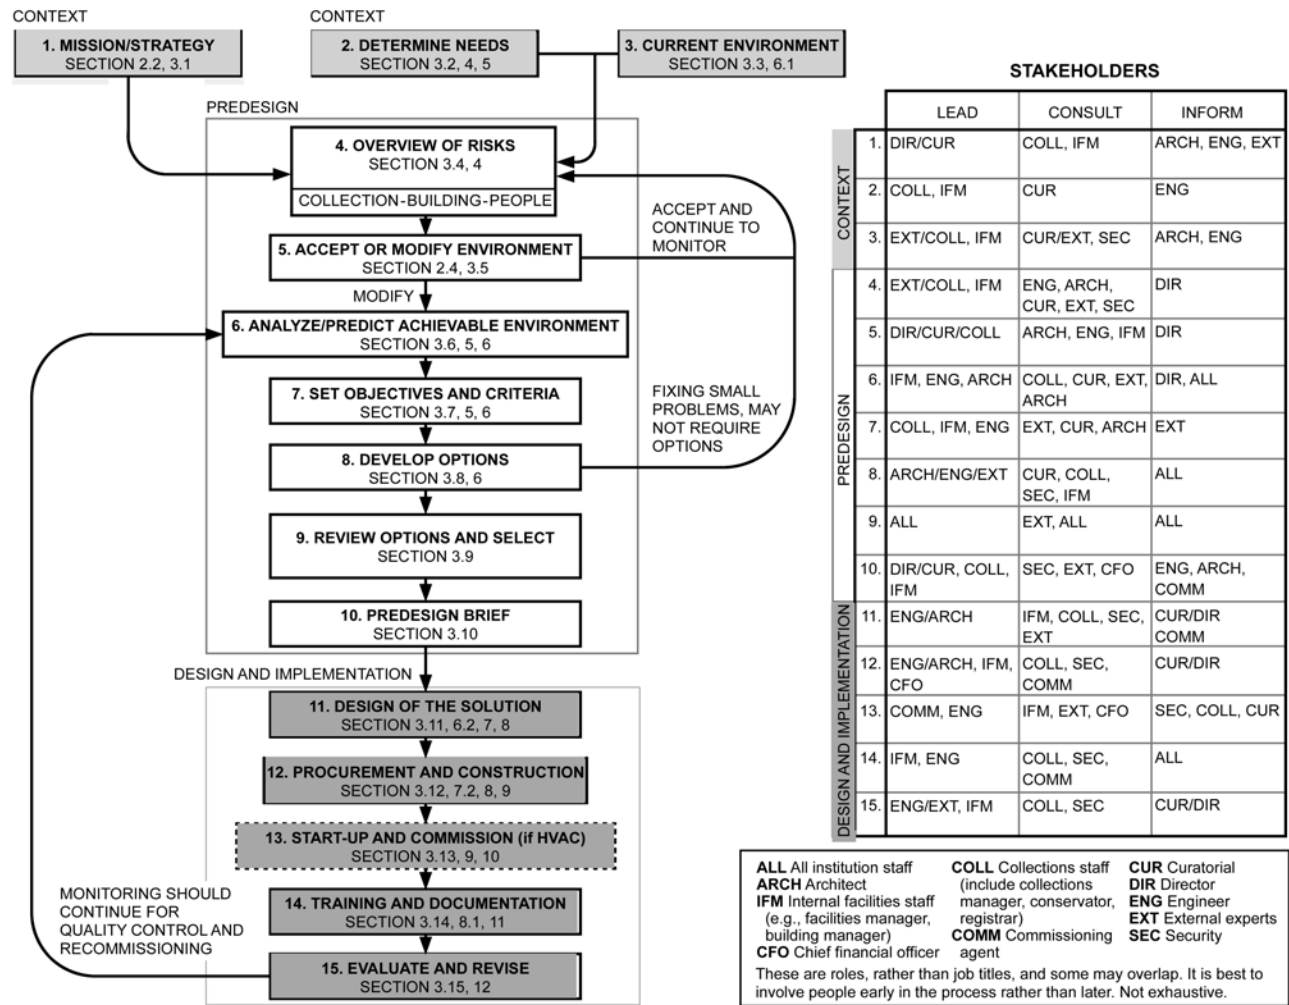 CONTEXT
1. MISSION/STRATEGY
SECTION 2.2, 3.1
CONTEXT
2. DETERMINE NEEDS
SECTION 3.2, 4, 5
3. CURRENT ENVIRONMENT
SECTION 3.3, 6.1
PREDESIGN
4. OVERVIEW OF RISKS
SECTION 3.4, 4
COLLECTION-BUILDING-PEOPLE
5. ACCEPT OR MODIFY ENVIRONMENT
SECTION 2.4, 3.5
ACCEPT AND
CONTINUE TO
MONITOR
MODIFY
6. ANALYZE/PREDICT ACHIEVABLE ENVIRONMENT
SECTION 3.6, 5, 6
7. SET OBJECTIVES AND CRITERIA
SECTION 3.7, 5, 6
FIXING SMALL
PROBLEMS, MAY
NOT REQUIRE
OPTIONS
8. DEVELOP OPTIONS
SECTION 3.8, 6
9. REVIEW OPTIONS AND SELECT
SECTION 3.9
10. PREDESIGN BRIEF
SECTION 3.10
DESIGN AND IMPLEMENTATION
11. DESIGN OF THE SOLUTION
SECTION 3.11, 6.2, 7, 8
12. PROCUREMENT AND CONSTRUCTION
SECTION 3.12, 7.2, 8, 9
13. START-UP AND COMMISSION (if HVAC)
SECTION 3.13, 9, 10
14. TRAINING AND DOCUMENTATION
SECTION 3.14, 8.1, 11
15. EVALUATE AND REVISE
SECTION 3.15, 12
MONITORING SHOULD
CONTINUE FOR
QUALITY CONTROL AND
RECOMMISSIONING
STAKEHOLDERS
LEAD CONSULT INFORM
CONTEXT
1. DIR/CUR COLL, IFM ARCH, ENG, EXT
2. COLL, IFM CUR ENG
3. EXT/COLL, IFM CUR/EXT, SEC ARCH, ENG
PREDESIGN
4. EXT/COLL, IFM ENG, ARCH, DIR
CUR, EXT, SEC
5. DIR/CUR/COLL ARCH, ENG, IFM DIR
6. IFM, ENG, ARCH COLL, CUR, EXT, DIR, ALL
ARCH
7. COLL, IFM, ENG EXT, CUR, ARCH EXT
8. ARCH/ENG/EXT CUR, COLL, ALL
SEC, IFM
9. ALL EXT, ALL ALL
10. DIR/CUR, COLL, SEC, EXT, CFO ENG, ARCH,
IFM COMM
DESIGN AND IMPLEMENTATION
11. ENG/ARCH IFM, COLL, SEC, CUR/DIR
EXT COMM
12. ENG/ARCH, IFM, COLL, SEC, CUR/DIR
CFO COMM
13. COMM, ENG IFM, EXT, CFO SEC, COLL, CUR
14. IFM, ENG COLL, SEC, ALL
COMM
15. ENG/EXT, IFM COLL, SEC CUR/DIR
ALL All institution staff
ARCH Architect
IFM Internal facilities staff
(e.g., facilities manager,
building manager)
CFO Chief financial officer
COLL Collections staff
(include collections
manager, conservator,
registrar)
COMM Commissioning
agent
CUR Curatorial
DIR Director
ENG Engineer
EXT External experts
SEC Security
These are roles, rather than job titles, and some may overlap. It is best to
involve people early in the process rather than later. Not exhaustive.